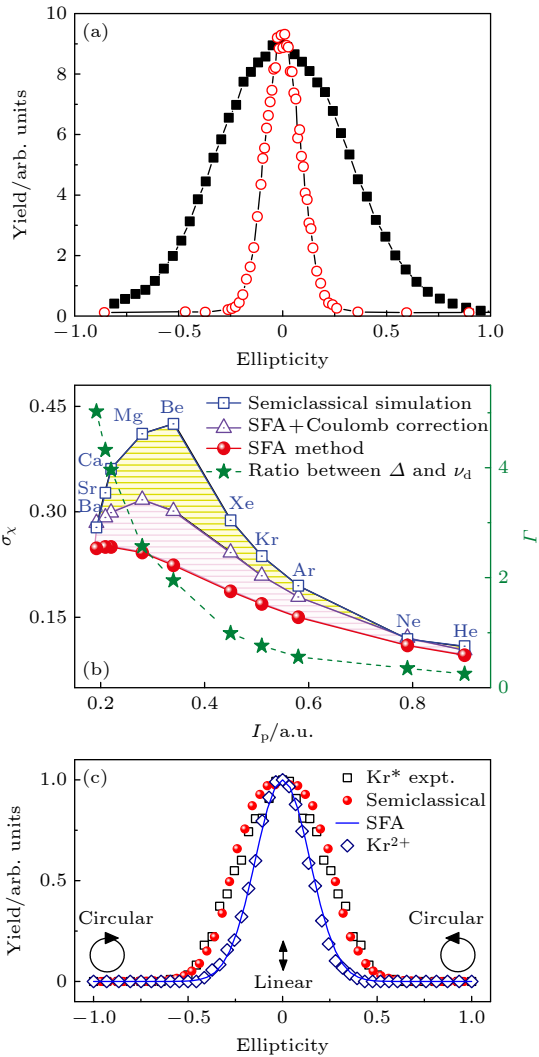 (a)
10
8
6
4
2
0
Yield/arb. units
−1.0 −0.5 0 0.5 1.0
Ellipticity
(b)
0.45
0.30
0.15
σχ
Semiclassical simulation
SFA+Coulomb correction
SFA method
Ratio between Δ and νd
Ba
Sr
Ca
Mg
Be
Xe
Kr
Ar
Ne
He
4
2
0
Γ
0.2 0.4 0.6 0.8
Ip/a.u.
(c)
1.0
0.5
0
Yield/arb. units
Kr* expt.
Semiclassical
SFA
Kr2+
Circular
Circular
Linear
−1.0 −0.5 0 0.5 1.0
Ellipticity